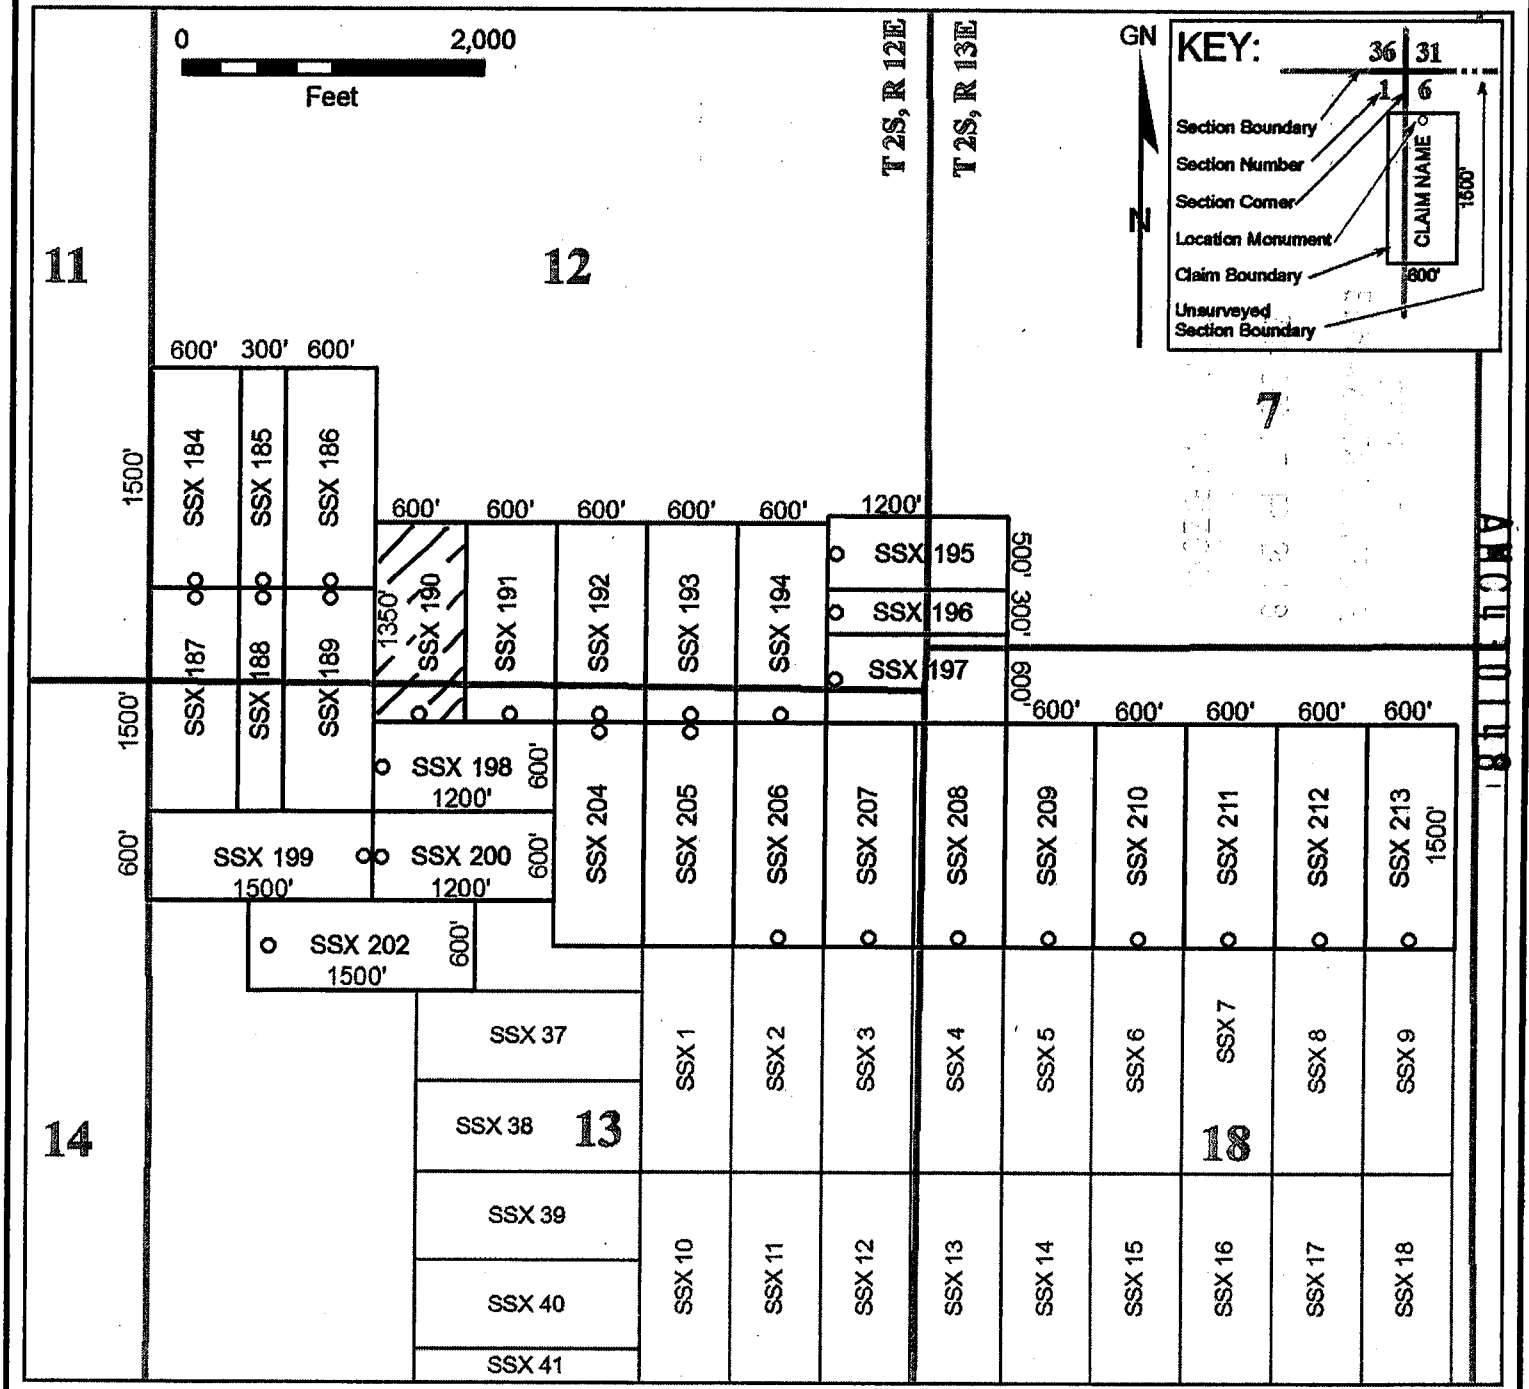 0 2,000
Feet
T 2S, R 12E
T 2S, R 13E
GN
N
KEY:
36 31
1 6
Section Boundary
Section Number
Section Corner
Location Monument
Claim Boundary
Unsurveyed
Section Boundary
CLAIM NAME
1500'
600'
11
12
7
600' 300' 600'
1500'
SSX 184
SSX 185
SSX 186
600' 600' 600' 600' 600' 1200'
1350'
SSX 190
SSX 191
SSX 192
SSX 193
SSX 194
SSX 195
500'
SSX 196
300'
SSX 197
600'
1500'
SSX 187
SSX 188
SSX 189
600' 600' 600' 600' 600'
SSX 198
1200'
600'
SSX 199
1500'
600'
SSX 200
1200'
600'
SSX 202
1500'
600'
SSX 204
SSX 205
SSX 206
SSX 207
SSX 208
SSX 209
SSX 210
SSX 211
SSX 212
SSX 213
1500'
SSX 37
SSX 38
SSX 39
SSX 40
SSX 41
14
13
18
SSX 1
SSX 2
SSX 3
SSX 4
SSX 5
SSX 6
SSX 7
SSX 8
SSX 9
SSX 10
SSX 11
SSX 12
SSX 13
SSX 14
SSX 15
SSX 16
SSX 17
SSX 18